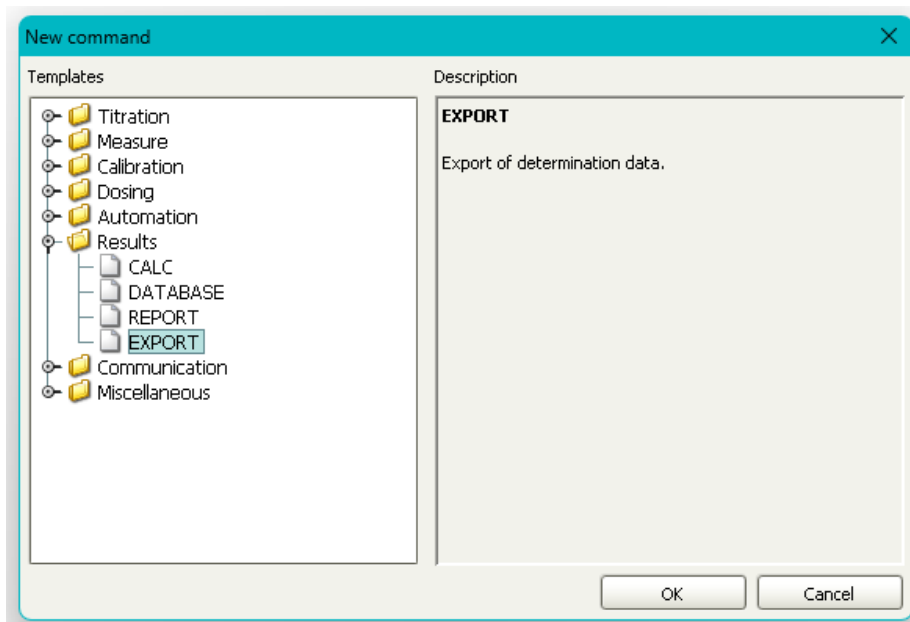 New command
Templates
Description
Titration
Measure
Calibration
Dosing
Automation
Results
CALC
DATABASE
REPORT
EXPORT
Communication
Miscellaneous
EXPORT
Export of determination data.
OK
Cancel